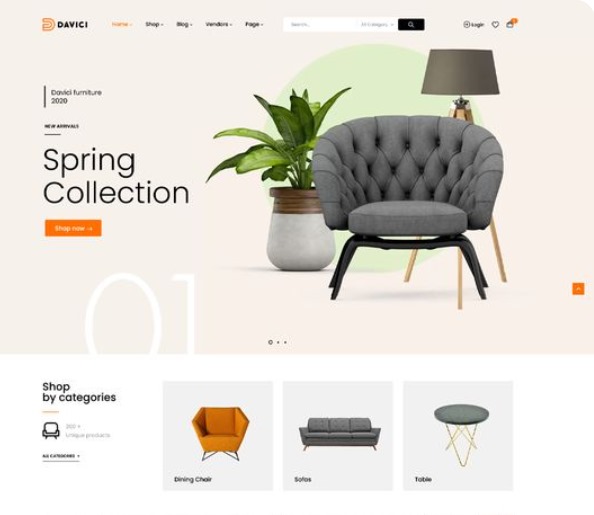 DAVICI
Home
Shop
Blog
Vendors
Page
Search...
All Category
Login
Davici furniture
2020
NEW ARRIVALS
Spring
Collection
Shop now →
01
Shop
by categories
200 +
Unique products
ALL CATEGORIES
Dining Chair
Sofas
Table